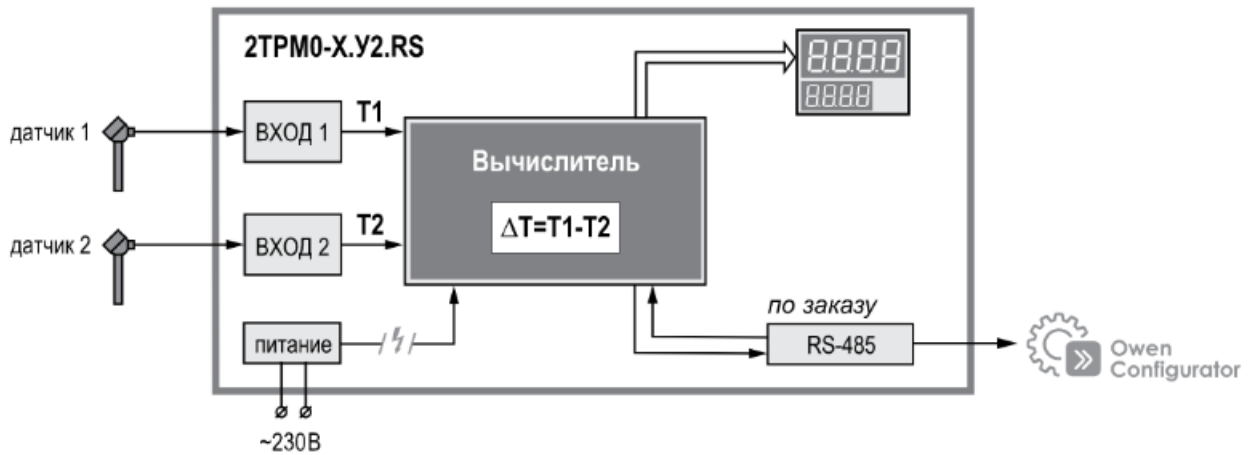 2ТРМ0-Х.У2.RS
8.8.8.8
8.8.8.8
датчик 1
ВХОД 1
T1
Вычислитель
ΔT=T1-T2
датчик 2
ВХОД 2
T2
питание
~230В
по заказу
RS-485
Owen
Configurator